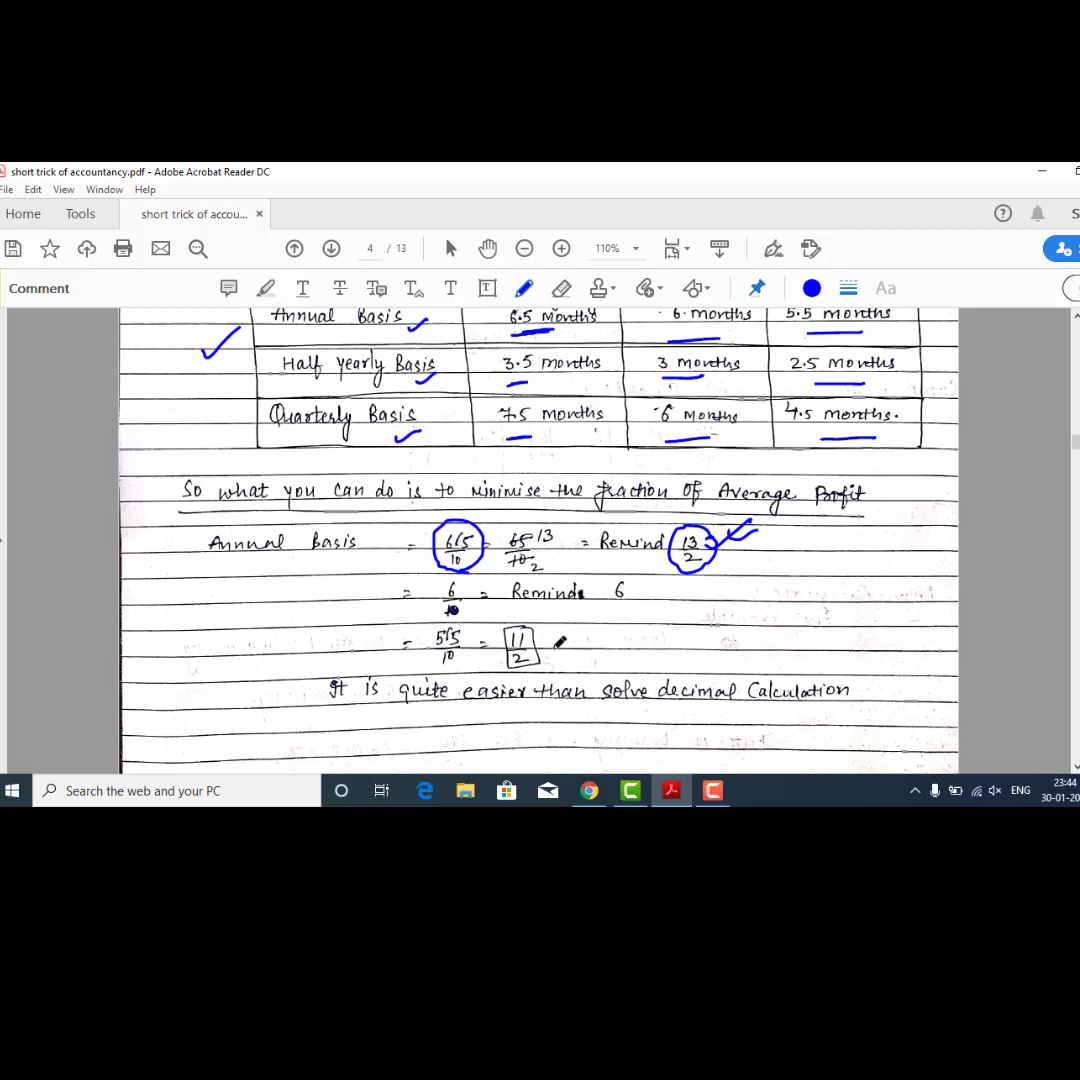 short trick of accountancy.pdf - Adobe Acrobat Reader DC
File Edit View Window Help
Home Tools short trick of accou... ×
4 / 13 110%
Comment Aa
Annual Basis 6.5 Months 6 months 5.5 months
Half yearly Basis 3.5 months 3 months 2.5 months
Quarterly Basis 7.5 months 6 months 4.5 months.
So what you can do is to Minimise the fraction Of Average Profit
Annual Basis = 6.5/10 = 65/10 13/2 = Remind 13/2
= 6/10 = Remind 6
= 5.5/10 = 11/2
It is quite easier than solve decimal Calculation
Search the web and your PC
ENG
23:44
30-01-20